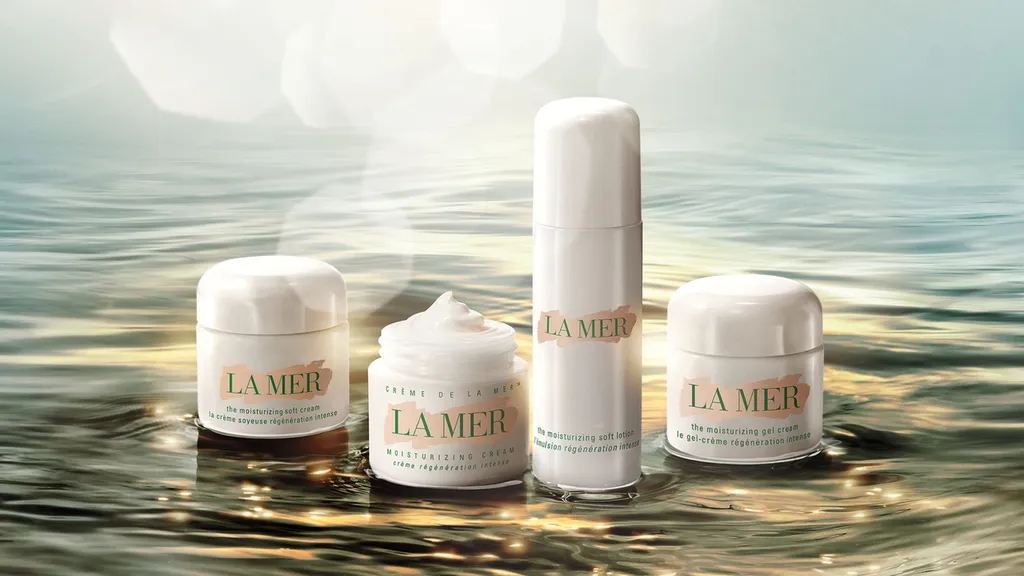 LA MER
the moisturizing soft cream
la crème soyeuse régénération intense
CRÈME DE LA MER™
LA MER
MOISTURIZING CREAM
crème régénération intense
LA MER
the moisturizing soft lotion
l'émulsion régénération intense
LA MER
the moisturizing gel cream
le gel-crème régénération intense